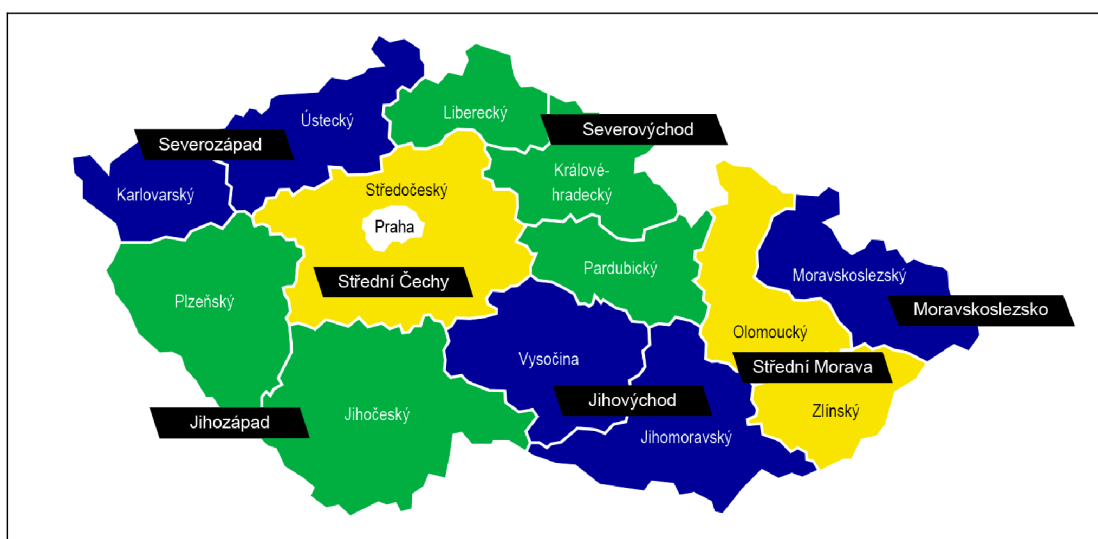 Ústecký
Liberecký
Severovýchod
Severozápad
Karlovarský
Králové-
hradecký
Středočeský
Praha
Střední Čechy
Pardubický
Moravskoslezský
Moravskoslezsko
Plzeňský
Olomoucký
Střední Morava
Vysočina
Jihovýchod
Zlínský
Jihozápad
Jihočeský
Jihomoravský